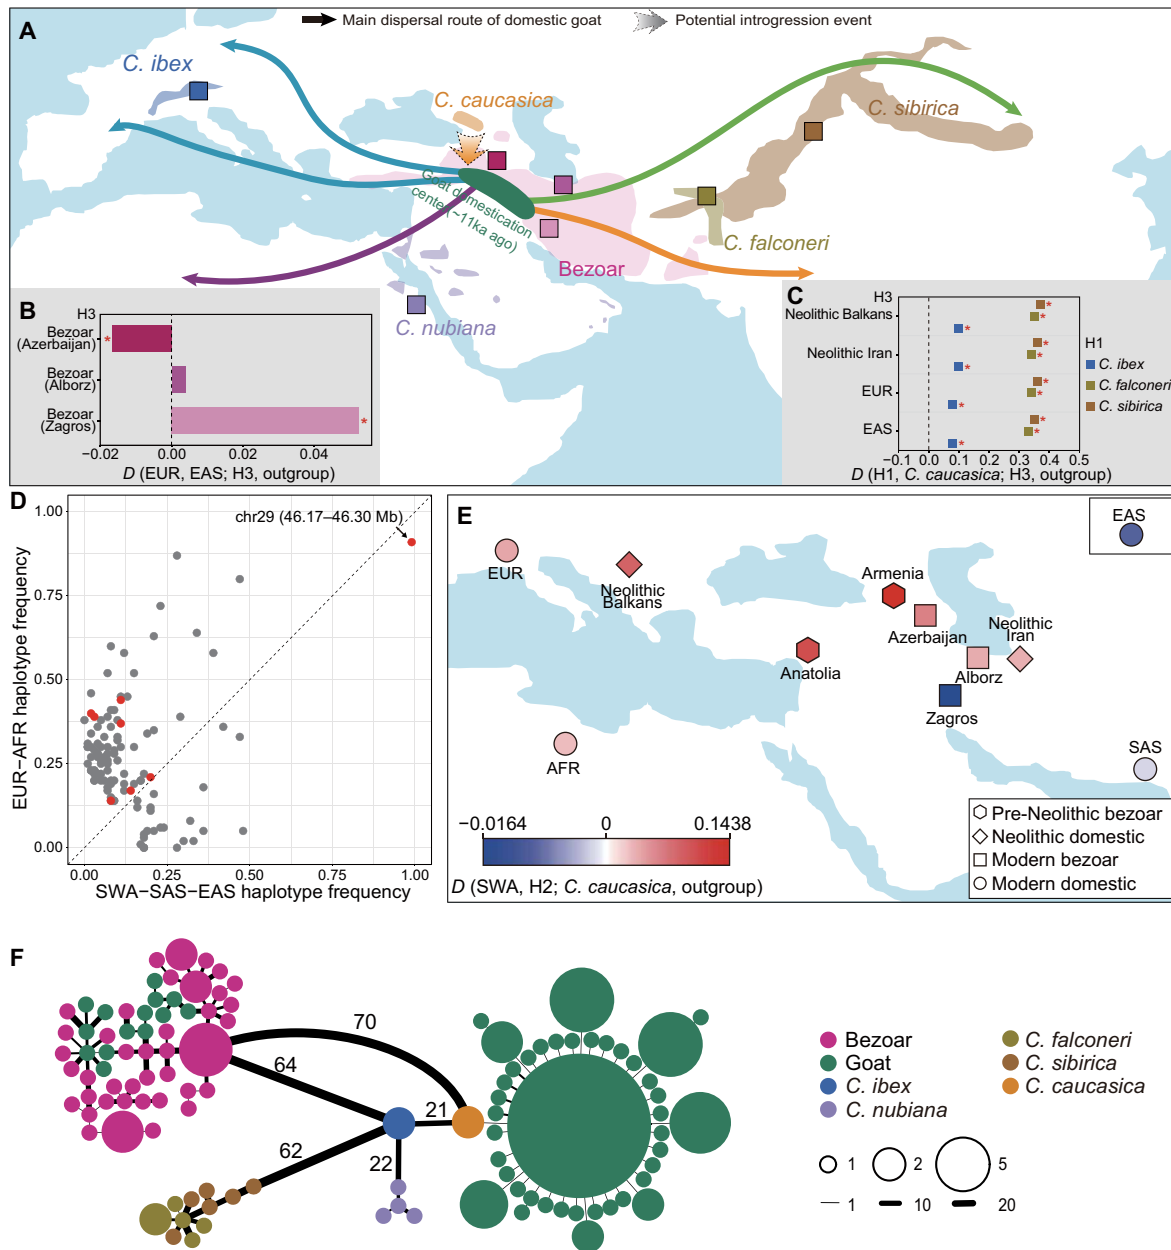 Main dispersal route of domestic goat
Potential introgression event
A
C. ibex
C. caucasica
C. sibirica
Goat domestication
center(~11ka ago)
C. falconeri
Bezoar
C. nubiana
B
H3
Bezoar
(Azerbaijan)
*
Bezoar
(Alborz)
Bezoar
(Zagros)
*
−0.02 0.00 0.02 0.04
D (EUR, EAS; H3, outgroup)
C
H3
Neolithic Balkans
* * *
Neolithic Iran
* * *
EUR
* * *
EAS
* * *
H1
C. ibex
C. falconeri
C. sibirica
−0.1 0.0 0.1 0.2 0.3 0.4 0.5
D (H1, C. caucasica; H3, outgroup)
D
chr29 (46.17−46.30 Mb)
1.00
0.75
0.50
0.25
0.00
EUR−AFR haplotype frequency
0.00 0.25 0.50 0.75 1.00
SWA−SAS−EAS haplotype frequency
E
EAS
EUR
Neolithic
Balkans
Armenia
Azerbaijan
Neolithic
Iran
Anatolia
Alborz
Zagros
AFR
SAS
−0.0164 0 0.1438
D (SWA, H2; C. caucasica, outgroup)
Pre-Neolithic bezoar
Neolithic domestic
Modern bezoar
Modern domestic
F
70
64
21
62
22
Bezoar
Goat
C. ibex
C. nubiana
C. falconeri
C. sibirica
C. caucasica
1 2 5
1 10 20